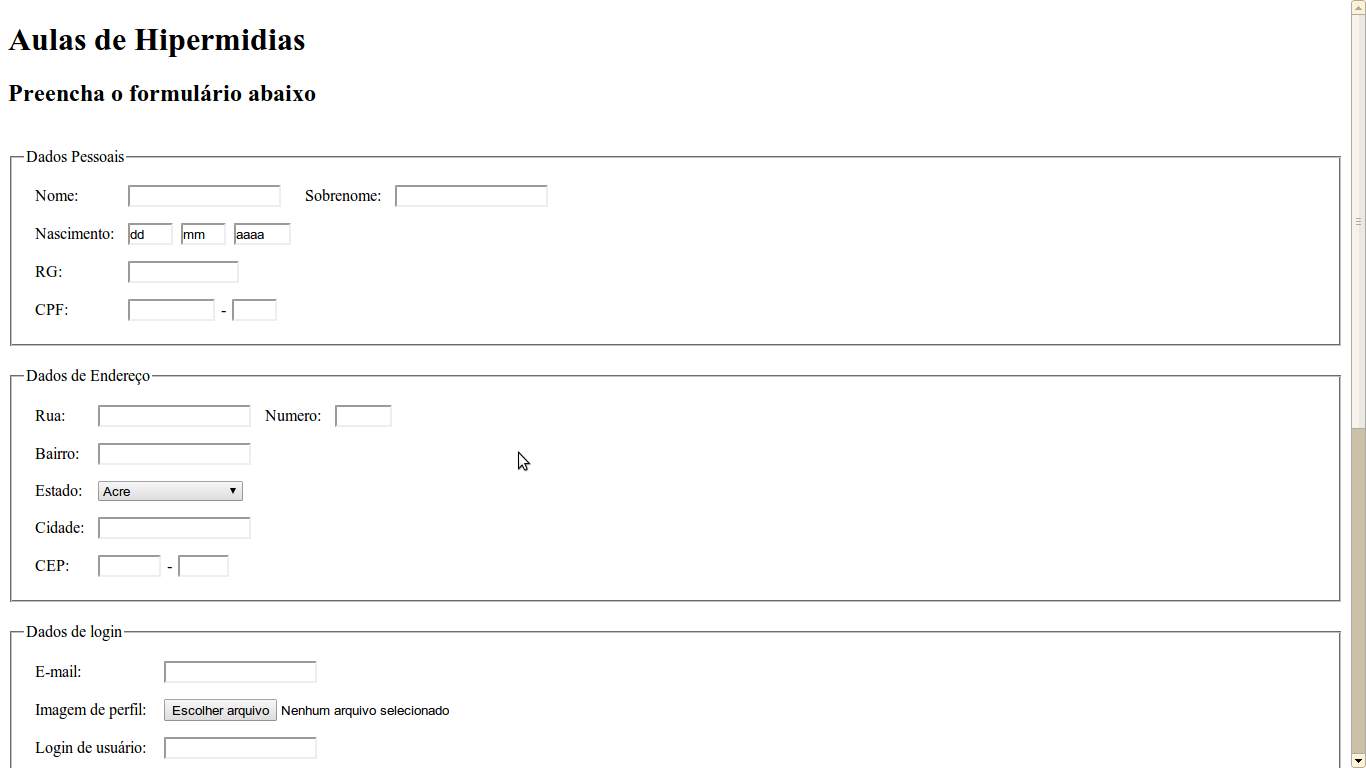 Aulas de Hipermidias
Preencha o formulário abaixo
Dados Pessoais
Nome: Sobrenome:
Nascimento: dd mm aaaa
RG:
CPF: -
Dados de Endereço
Rua: Numero:
Bairro:
Estado: Acre
Cidade:
CEP: -
Dados de login
E-mail:
Imagem de perfil: Escolher arquivo Nenhum arquivo selecionado
Login de usuário: